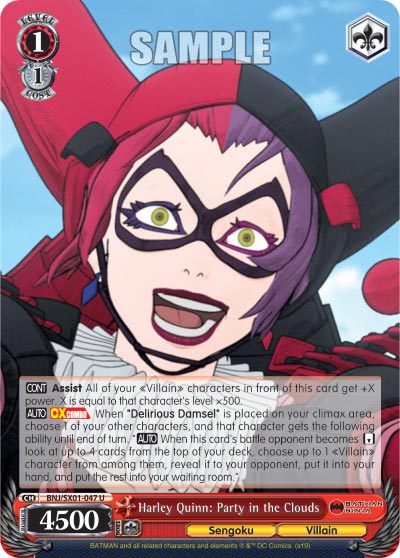 LEVEL
1
1
COST
SAMPLE
CONT Assist All of your «Villain» characters in front of this card get +X
power. X is equal to that character's level ×500.
AUTO CX COMBO When "Delirious Damsel" is placed on your climax area,
choose 1 of your other characters, and that character gets the following
ability until end of turn. "AUTO When this card's battle opponent becomes
look at up to 4 cards from the top of your deck, choose up to 1 «Villain»
character from among them, reveal it to your opponent, put it into your
hand, and put the rest into your waiting room."
CH BNJ/SX01-047 U
Harley Quinn: Party in the Clouds
BATMAN
NINJA
4500
Sengoku
Villain
BATMAN and all related characters and elements © & ™ DC Comics. (s19)